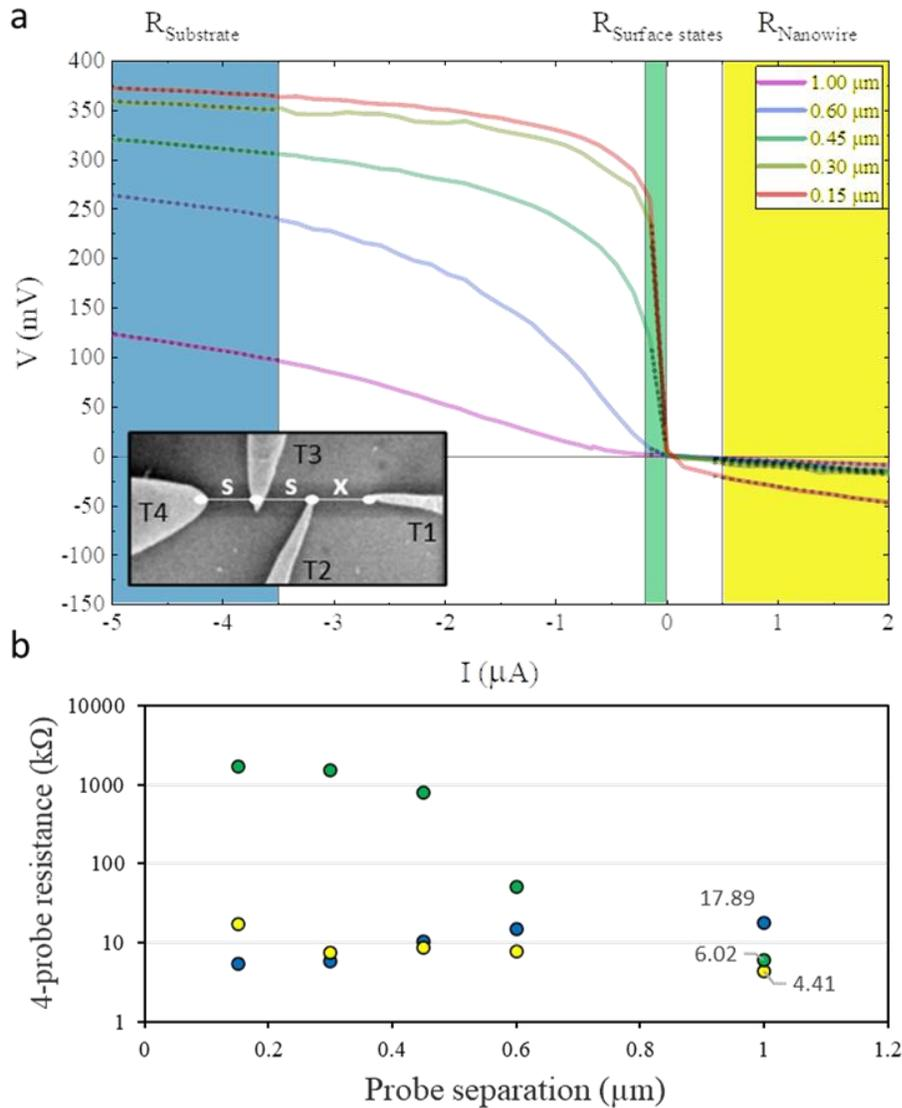 a
R_Substrate R_Surface states R_Nanowire
400
350
300
250
200
150
100
50
0
-50
-100
-150
V (mV)
1.00 µm
0.60 µm
0.45 µm
0.30 µm
0.15 µm
T4
S
T3
S
T2
X
T1
-5 -4 -3 -2 -1 0 1 2
I (µA)
b
10000
1000
100
10
1
4-probe resistance (kΩ)
17.89
6.02
4.41
0 0.2 0.4 0.6 0.8 1 1.2
Probe separation (µm)